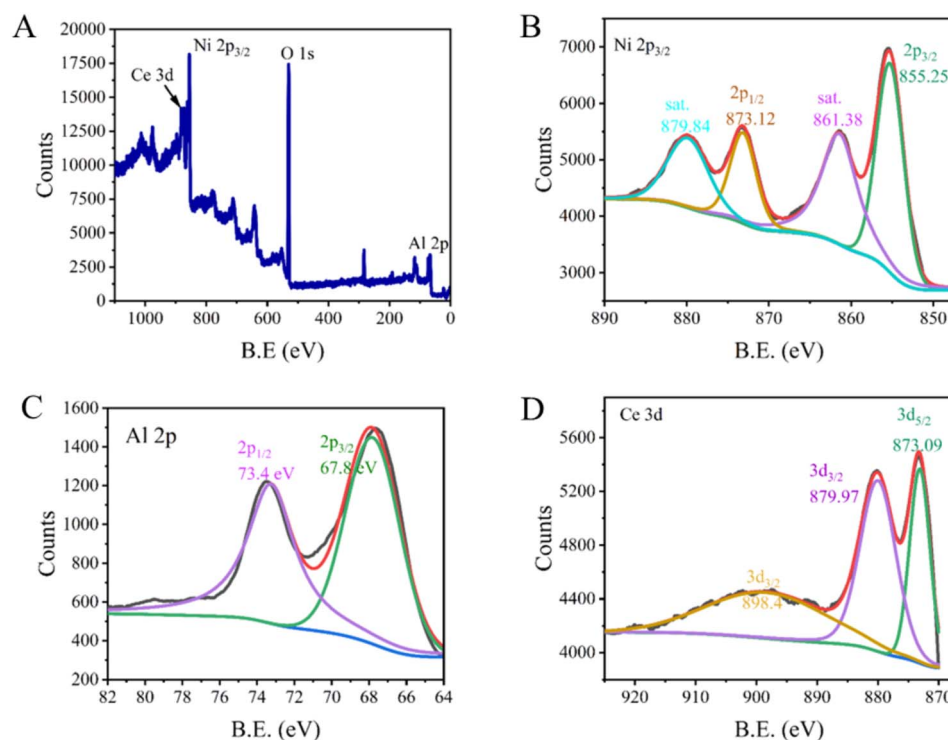 A
20000
17500
15000
12500
10000
7500
5000
2500
0
Counts
Ce 3d
Ni 2p3/2
O 1s
Al 2p
1000 800 600 400 200 0
B.E (eV)
B
7000
6000
5000
4000
3000
Counts
Ni 2p3/2
sat.
879.84
2p1/2
873.12
sat.
861.38
2p3/2
855.25
890 880 870 860 850
B.E. (eV)
C
1600
1400
1200
1000
800
600
400
200
Counts
Al 2p
2p1/2
73.4 eV
2p3/2
67.8 eV
82 80 78 76 74 72 70 68 66 64
B.E. (eV)
D
5600
5200
4800
4400
4000
Counts
Ce 3d
3d3/2
898.4
3d3/2
879.97
3d5/2
873.09
920 910 900 890 880 870
B.E. (eV)